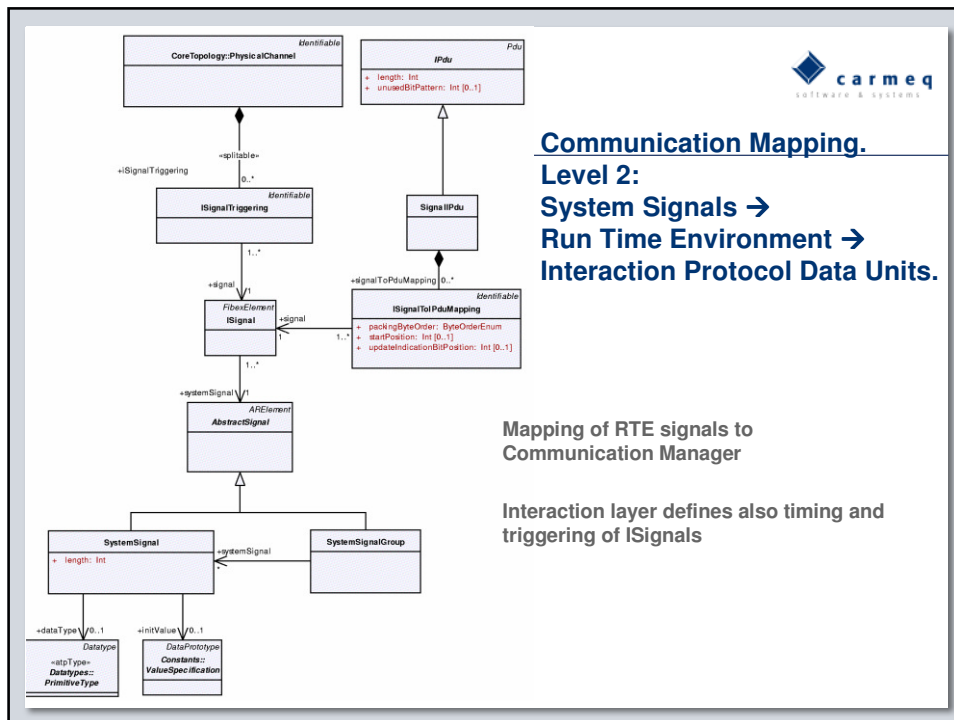 Identifiable
CoreTopology::PhysicalChannel
Pdu
IPdu
+ length: Int
+ unusedBitPattern: Int [0..1]
carmeq
software & systems
Communication Mapping.
Level 2:
System Signals →
Run Time Environment →
Interaction Protocol Data Units.
«splitable»
+iSignalTriggering
0..*
Identifiable
ISignalTriggering
SignalIPdu
1..*
+signal
1
+signalToPduMapping
0..*
FibexElement
ISignal
+signal
1
1..*
Identifiable
ISignalToIPduMapping
+ packingByteOrder: ByteOrderEnum
+ startPosition: Int [0..1]
+ updateIndicationBitPosition: Int [0..1]
1..*
+systemSignal
1
ARElement
AbstractSignal
Mapping of RTE signals to
Communication Manager
Interaction layer defines also timing and
triggering of ISignals
SystemSignal
+ length: Int
+systemSignal
*
SystemSignalGroup
+dataType
0..1
+initValue
0..1
Datatype
«atpType»
Datatypes::
PrimitiveType
DataPrototype
Constants::
ValueSpecification